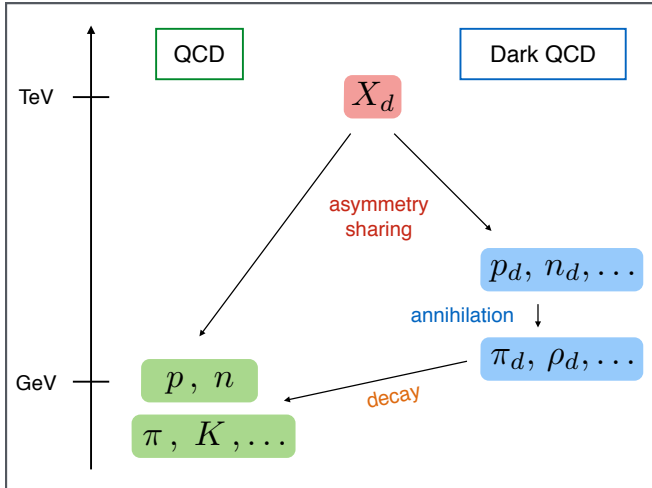 QCD
Dark QCD
TeV
X_d
asymmetry
sharing
p_d, n_d, ...
annihilation
π_d, ρ_d, ...
GeV
p, n
decay
π, K, ...